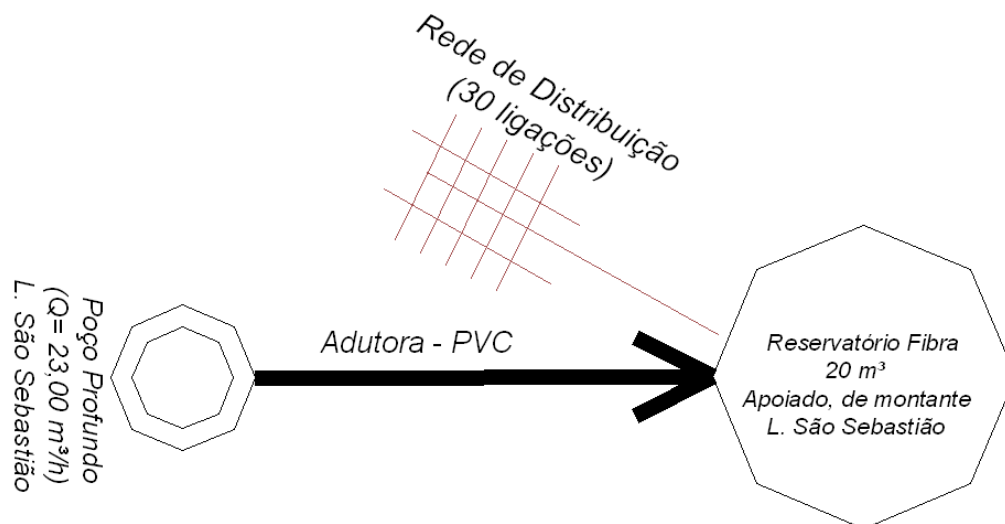 Rede de Distribuição
(30 ligações)
Poço Profundo
(Q= 23,00 m³/h)
L. São Sebastião
Adutora - PVC
Reservatório Fibra
20 m³
Apoiado, de montante
L. São Sebastião